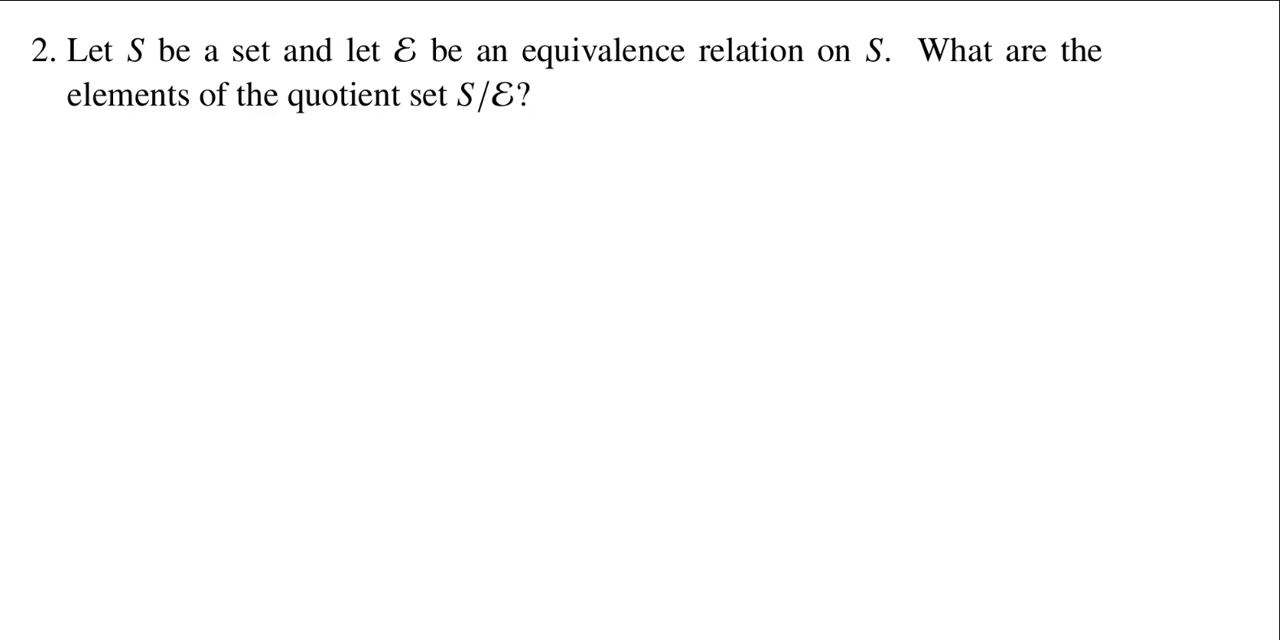 2. Let S be a set and let ℰ be an equivalence relation on S. What are the
elements of the quotient set S/ℰ?